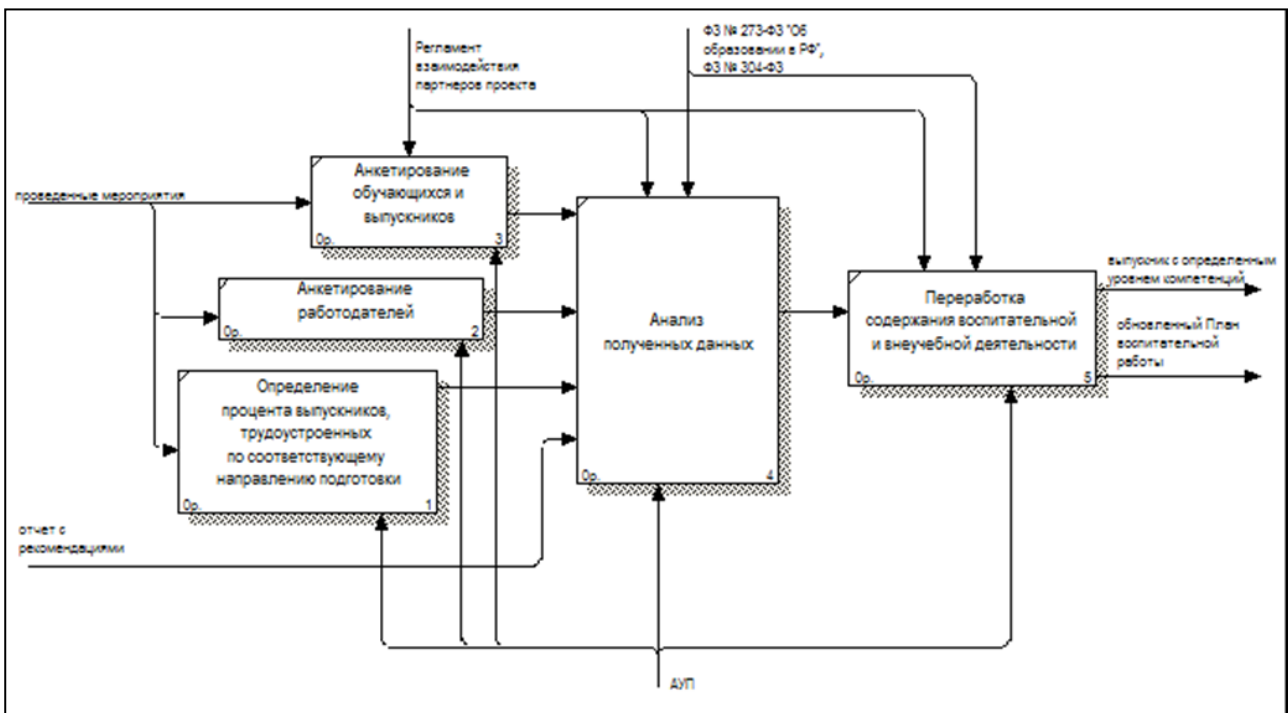 ФЗ № 273-ФЗ "Об
образовании в РФ",
ФЗ № 304-ФЗ
Регламент
взаимодействия
партнеров проекта
проведенные мероприятия
Анкетирование
обучающихся и
выпускников
0р.
3
Анкетирование
работодателей
0р.
2
Определение
процента выпускников,
трудоустроенных
по соответствующему
направлению подготовки
0р.
1
отчет с
рекомендациями
Анализ
полученных данных
0р.
4
Переработка
содержания воспитательной
и внеучебной деятельности
0р.
5
выпускник с определенным
уровнем компетенций
обновленный План
воспитательной
работы
АУП